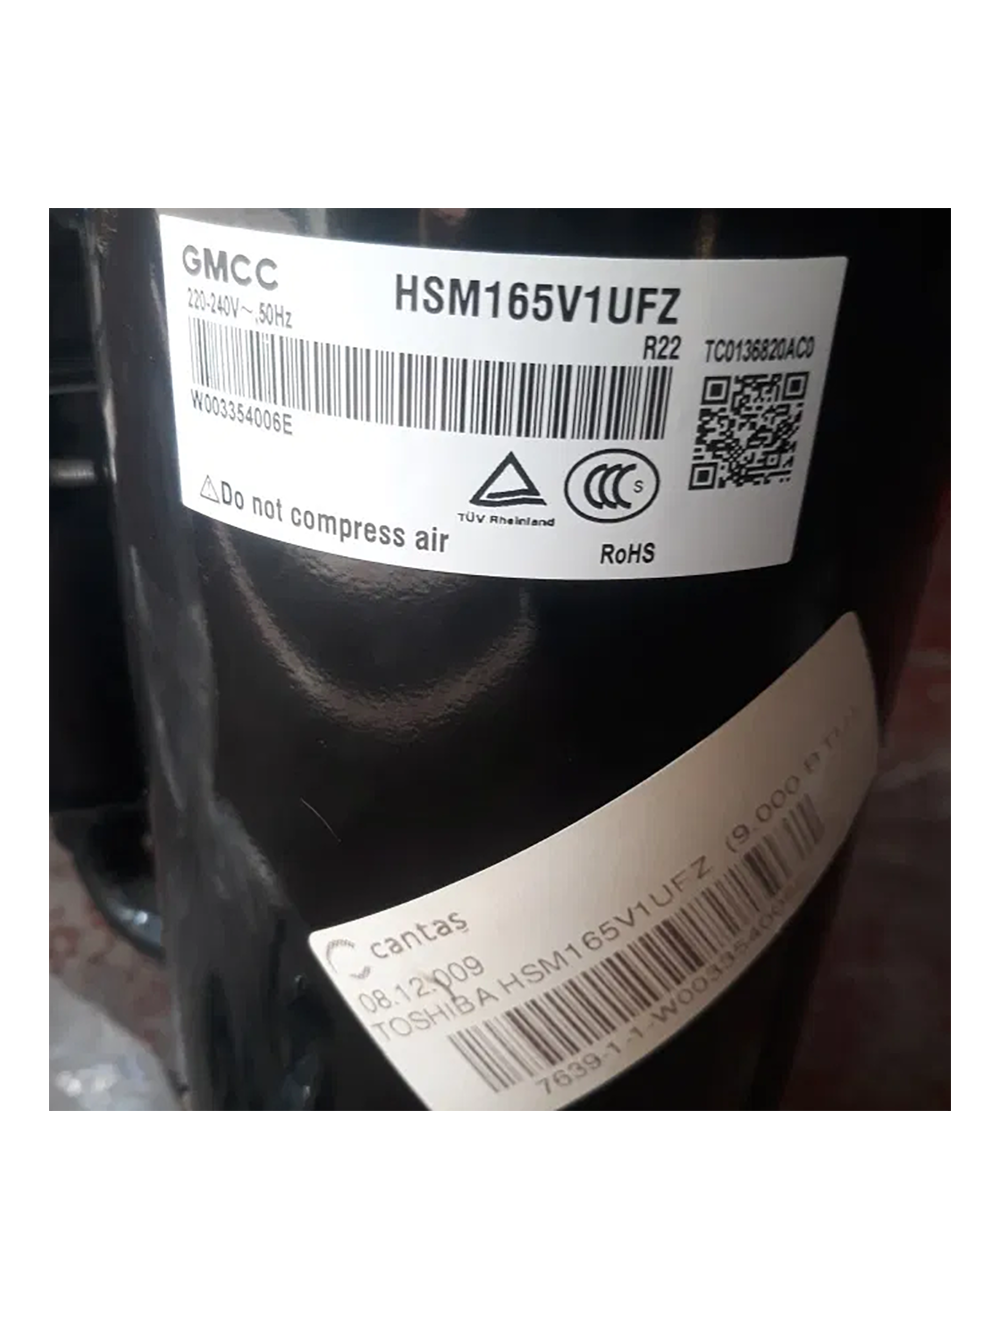 GMCC
HSM165V1UFZ
220-240V~,50Hz
R22
TC0136820AC0
W003354006E
⚠Do not compress air
TÜV Rheinland
CCC S
RoHS
cantaş
08.12.009
TOSHIBA HSM165V1UFZ (9.000 BTU
7639-1-1-W003354006